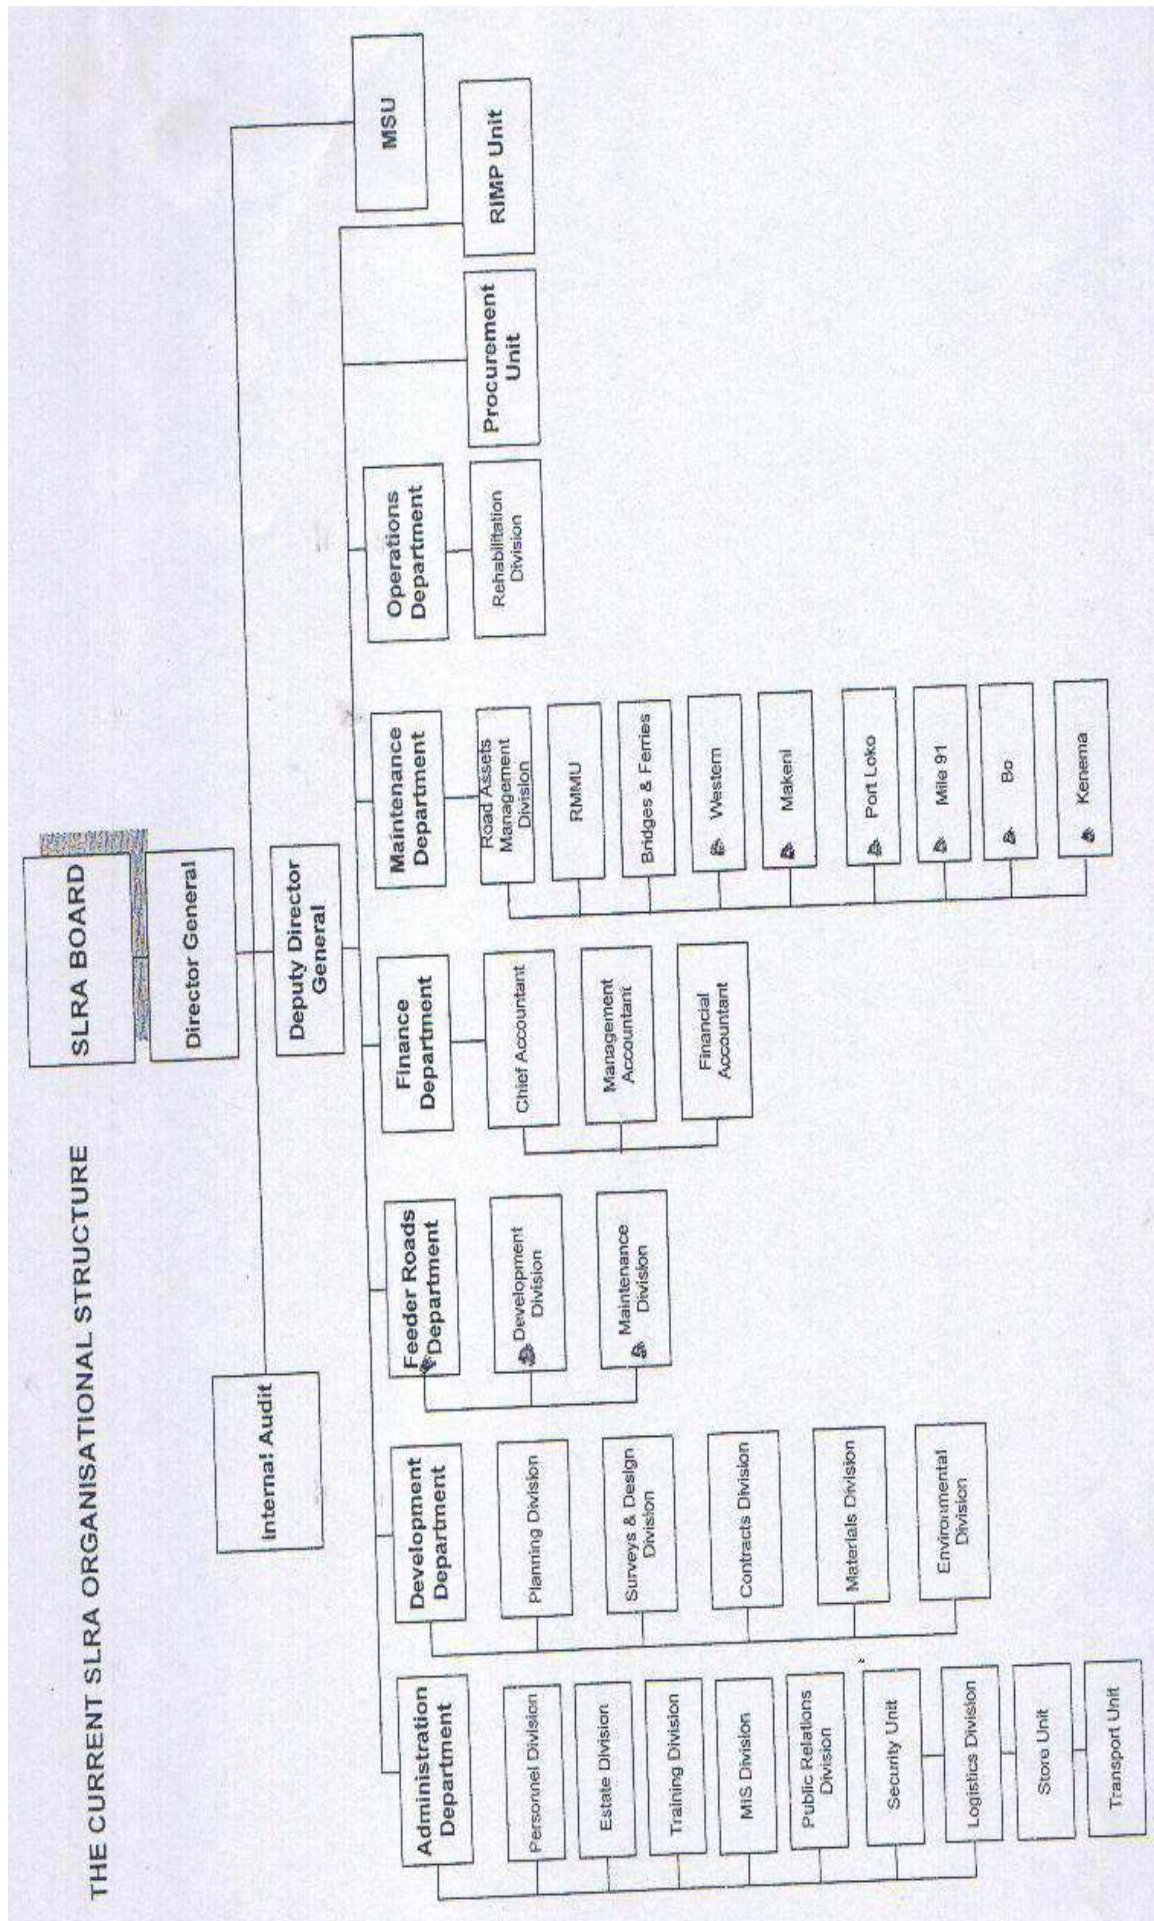 THE CURRENT SLRA ORGANISATIONAL STRUCTURE
SLRA BOARD
Director General
Internal Audit
MSU
Deputy Director
General
Administration
Department
Personnel Division
Estate Division
Training Division
MIS Division
Public Relations
Division
Security Unit
Logistics Division
Store Unit
Transport Unit
Development
Department
Planning Division
Surveys & Design
Division
Contracts Division
Materials Division
Environmental
Division
Feeder Roads
Department
Development
Division
Maintenance
Division
Finance
Department
Chief Accountant
Management
Accountant
Financial
Accountant
Maintenance
Department
Road Assets
Management
Division
RMMU
Bridges & Ferries
Western
Makeni
Port Loko
Mile 91
Bo
Kenema
Operations
Department
Rehabilitation
Division
Procurement
Unit
RIMP Unit